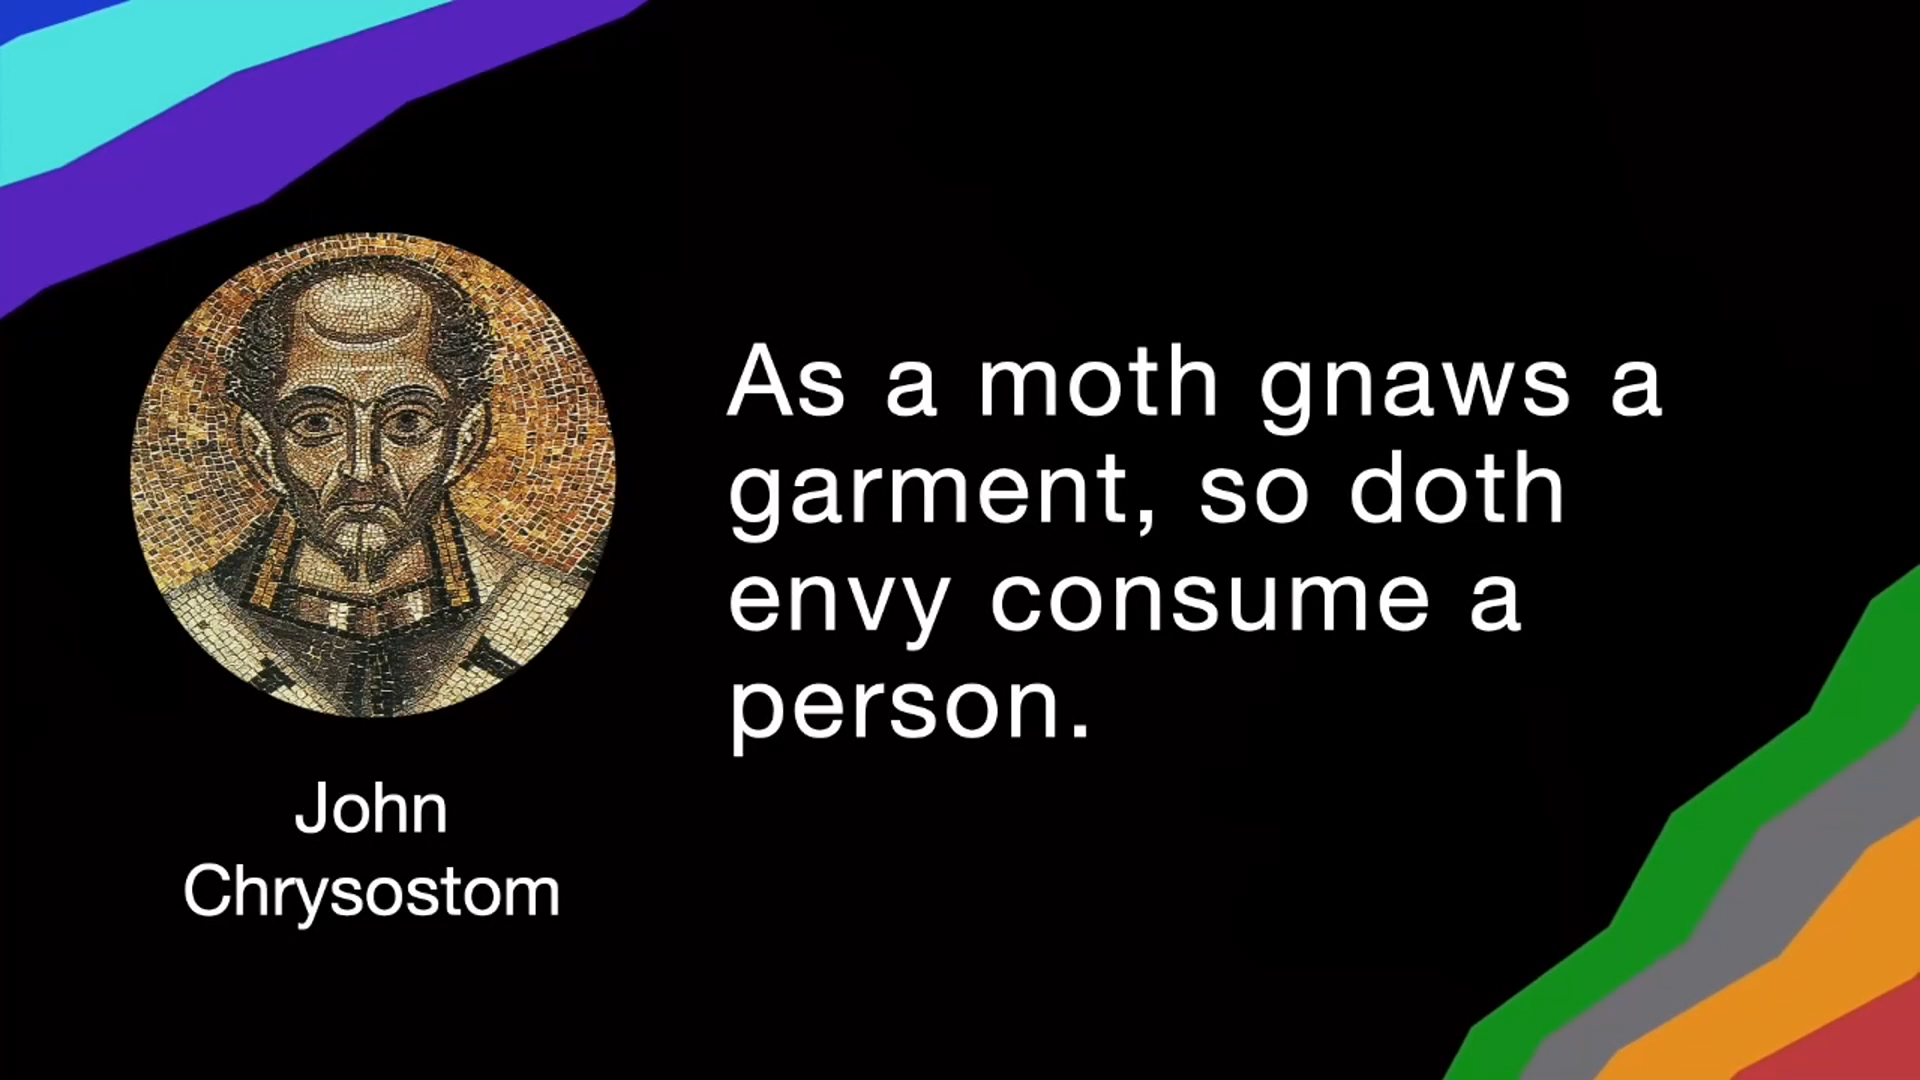 As a moth gnaws a
garment, so doth
envy consume a
person.
John
Chrysostom